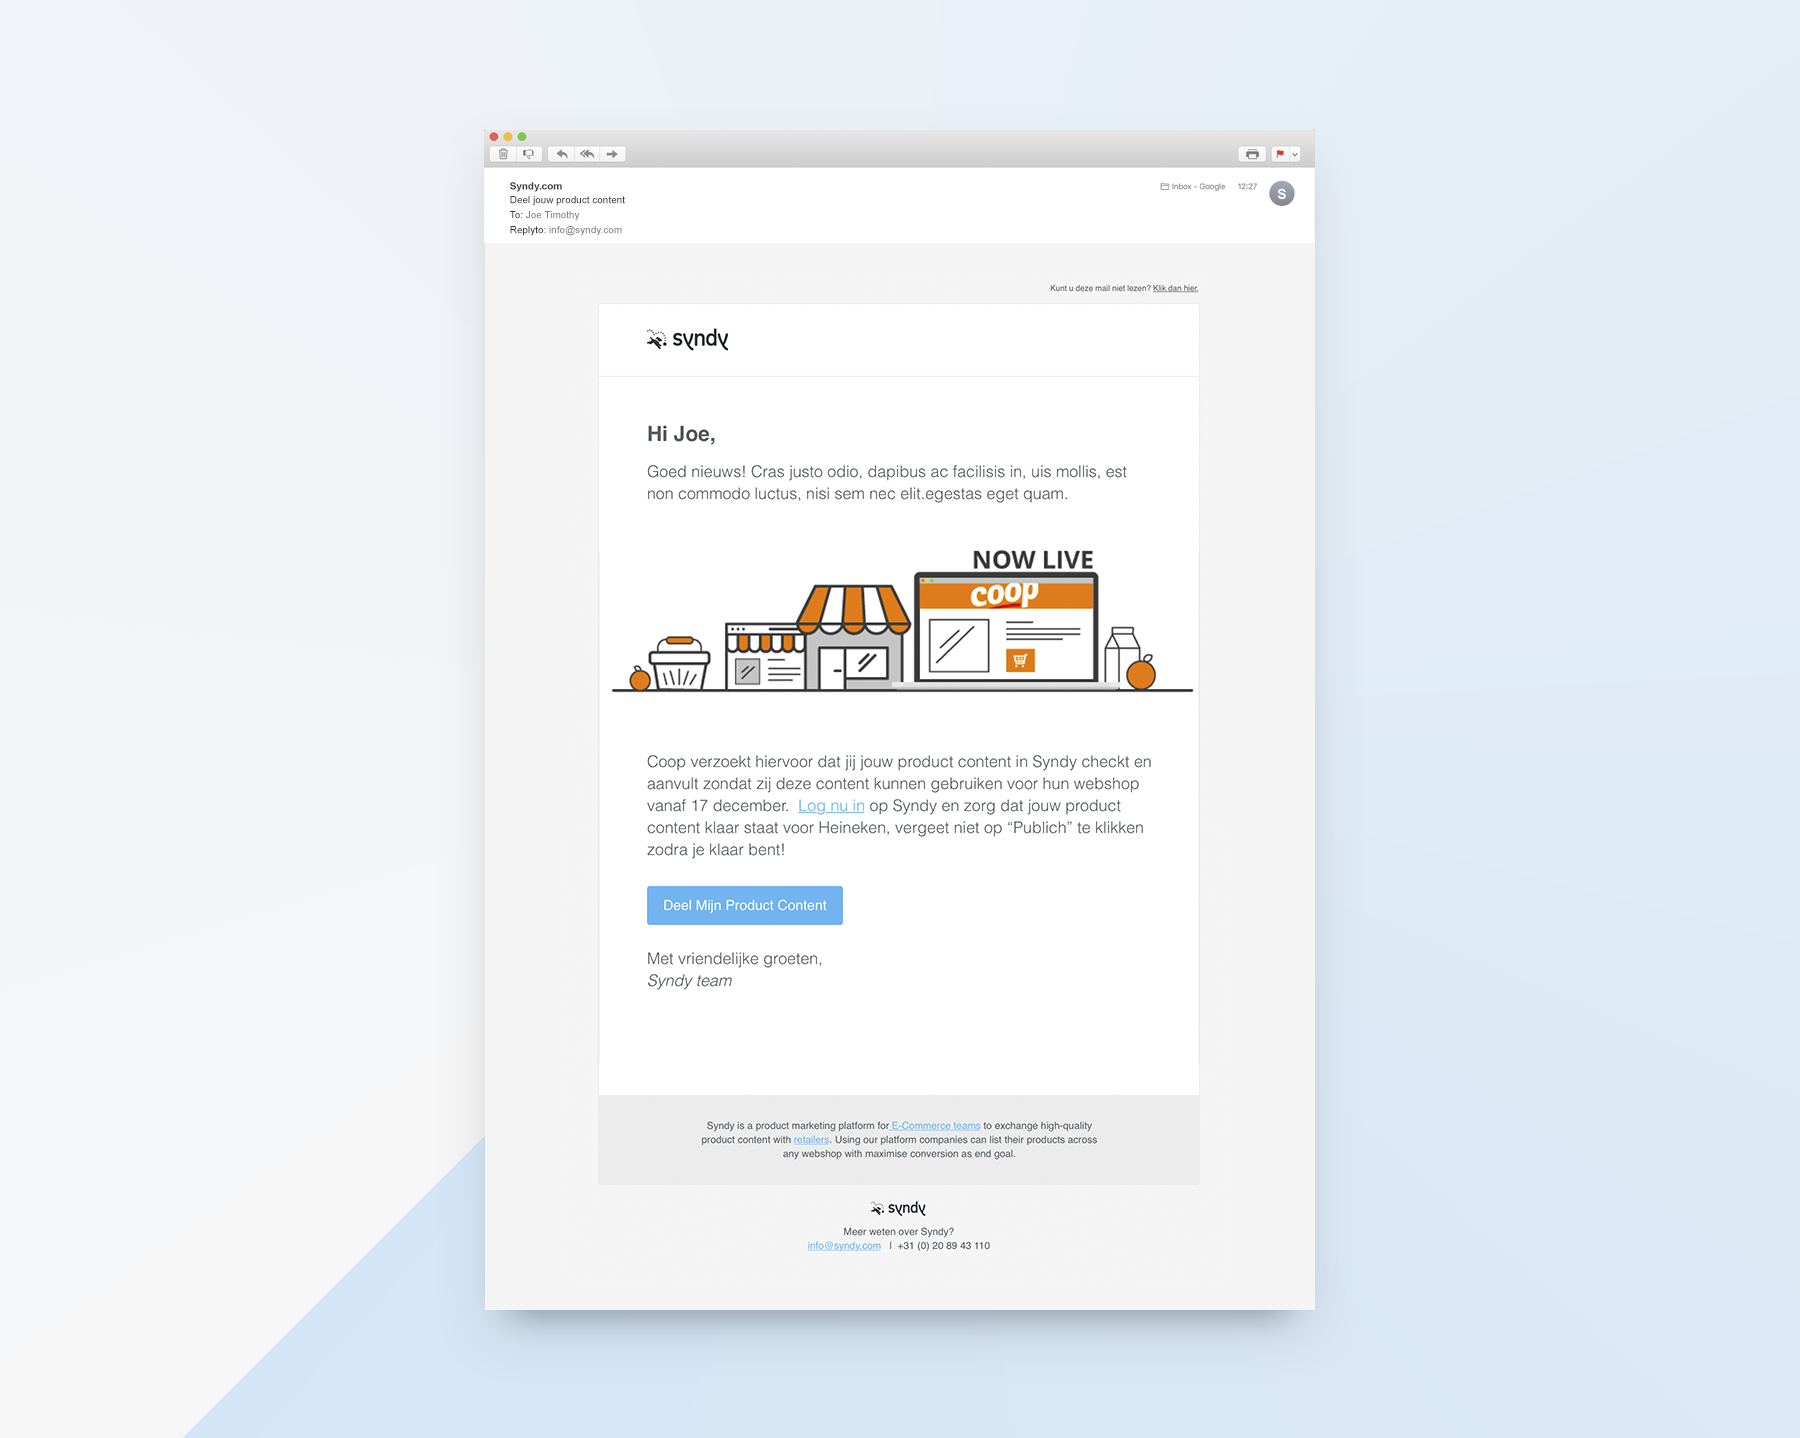 Syndy.com
Deel jouw product content
To: Joe Timothy
Replyto: info@syndy.com
Inbox - Google 12:27
S
Kunt u deze mail niet lezen? Klik dan hier.
syndy
Hi Joe,
Goed nieuws! Cras justo odio, dapibus ac facilisis in, uis mollis, est
non commodo luctus, nisi sem nec elit.egestas eget quam.
NOW LIVE
coop
Coop verzoekt hiervoor dat jij jouw product content in Syndy checkt en
aanvult zondat zij deze content kunnen gebruiken voor hun webshop
vanaf 17 december. Log nu in op Syndy en zorg dat jouw product
content klaar staat voor Heineken, vergeet niet op “Publich” te klikken
zodra je klaar bent!
Deel Mijn Product Content
Met vriendelijke groeten,
Syndy team
Syndy is a product marketing platform for E-Commerce teams to exchange high-quality
product content with retailers. Using our platform companies can list their products across
any webshop with maximise conversion as end goal.
syndy
Meer weten over Syndy?
info@syndy.com | +31 (0) 20 89 43 110